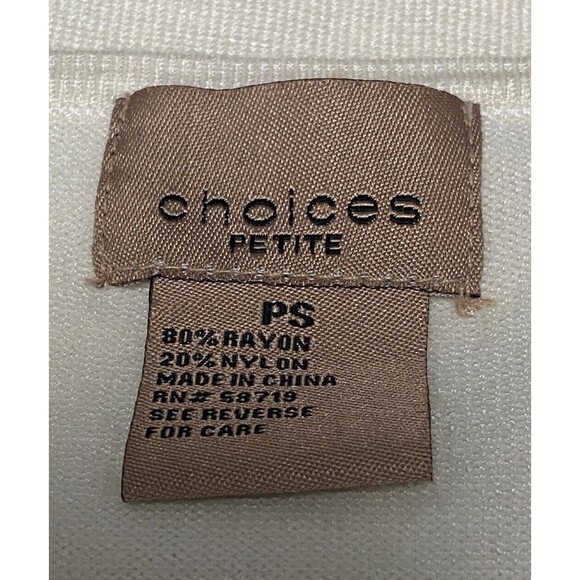 choices
PETITE
PS
80% RAYON
20% NYLON
MADE IN CHINA
RN# 58719
SEE REVERSE
FOR CARE